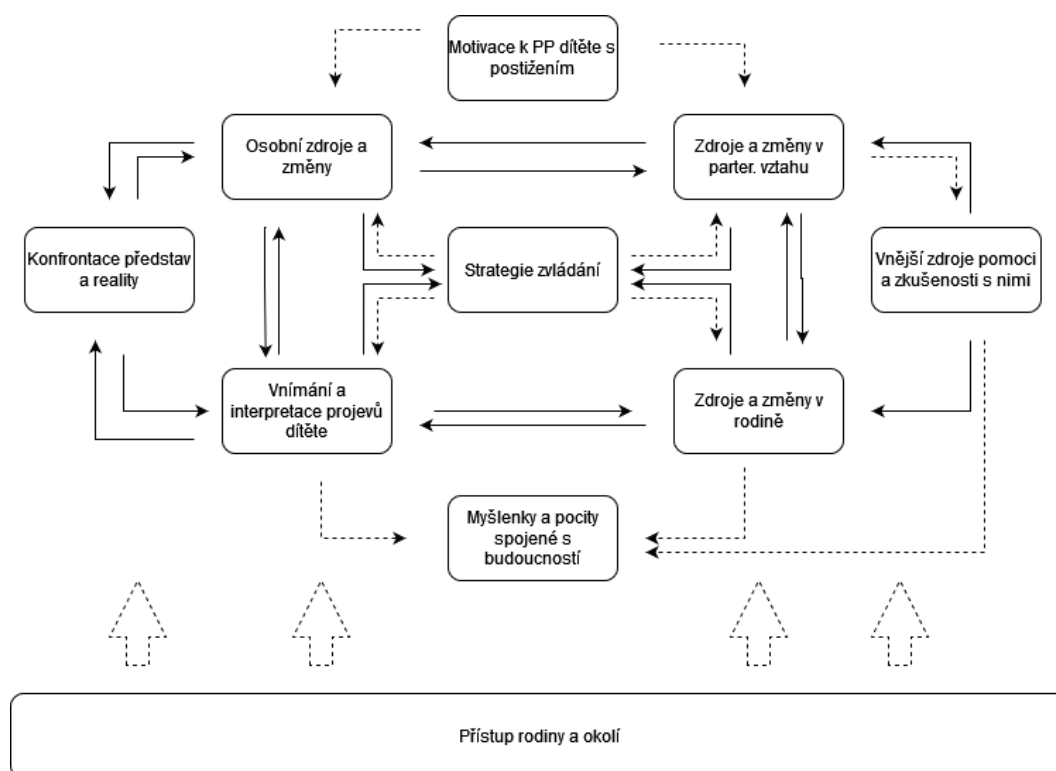 Motivace k PP dítěte s
postižením
Osobní zdroje a
změny
Zdroje a změny v
parter. vztahu
Konfrontace představ
a reality
Strategie zvládání
Vnější zdroje pomoci
a zkušenosti s nimi
Vnímání a
interpretace projevů
dítěte
Zdroje a změny v
rodině
Myšlenky a pocity
spojené s
budoucností
Přístup rodiny a okolí